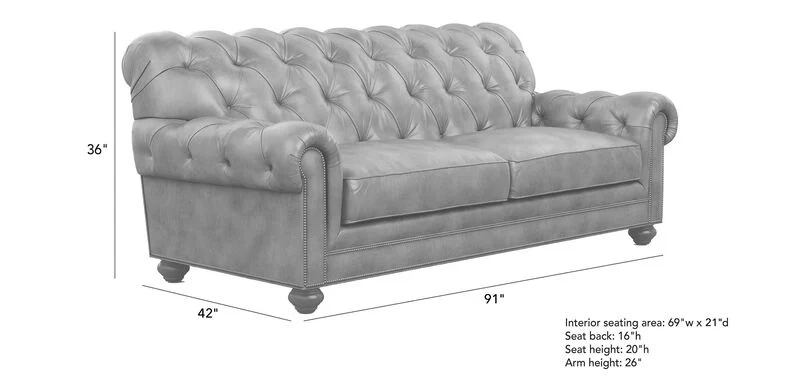 36"
42"
91"
Interior seating area: 69"w x 21"d
Seat back: 16"h
Seat height: 20"h
Arm height: 26"